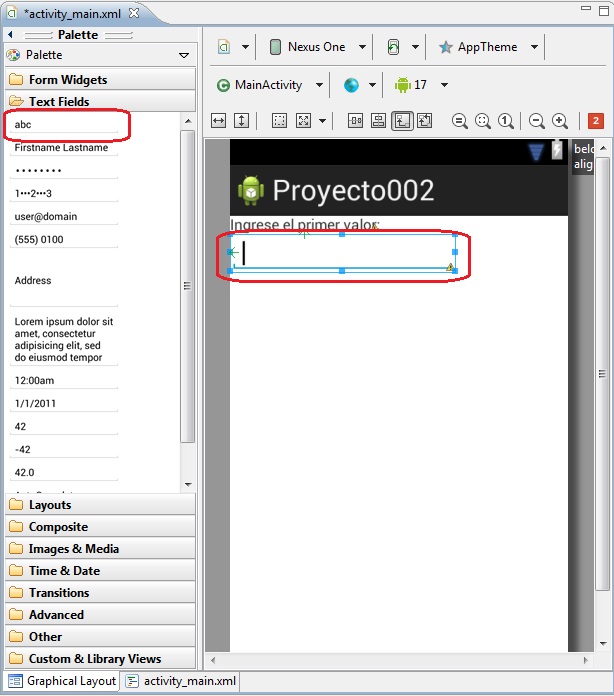 *activity_main.xml
Palette
Palette
Nexus One
AppTheme
Form Widgets
MainActivity
17
Text Fields
abc
2
Firstname Lastname
••••••••
1•••2•••3
user@domain
(555) 0100
Address
Lorem ipsum dolor sit
amet, consectetur
adipisicing elit, sed
do eiusmod tempor
12:00am
1/1/2011
42
-42
42.0
Proyecto002
Ingrese el primer valor:
Layouts
Composite
Images & Media
Time & Date
Transitions
Advanced
Other
Custom & Library Views
Graphical Layout
activity_main.xml